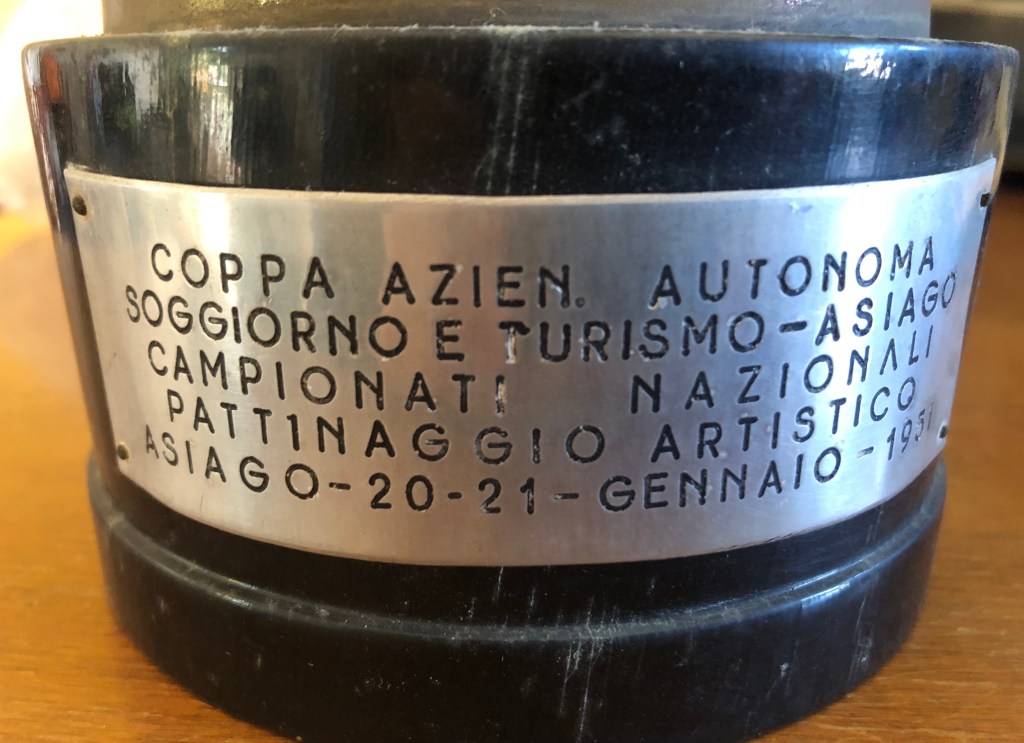 COPPA AZIEN. AUTONOMA
SOGGIORNO E TURISMO-ASIAGO
CAMPIONATI NAZIONALI
PATTINAGGIO ARTISTICO
ASIAGO-20-21-GENNAIO-1951